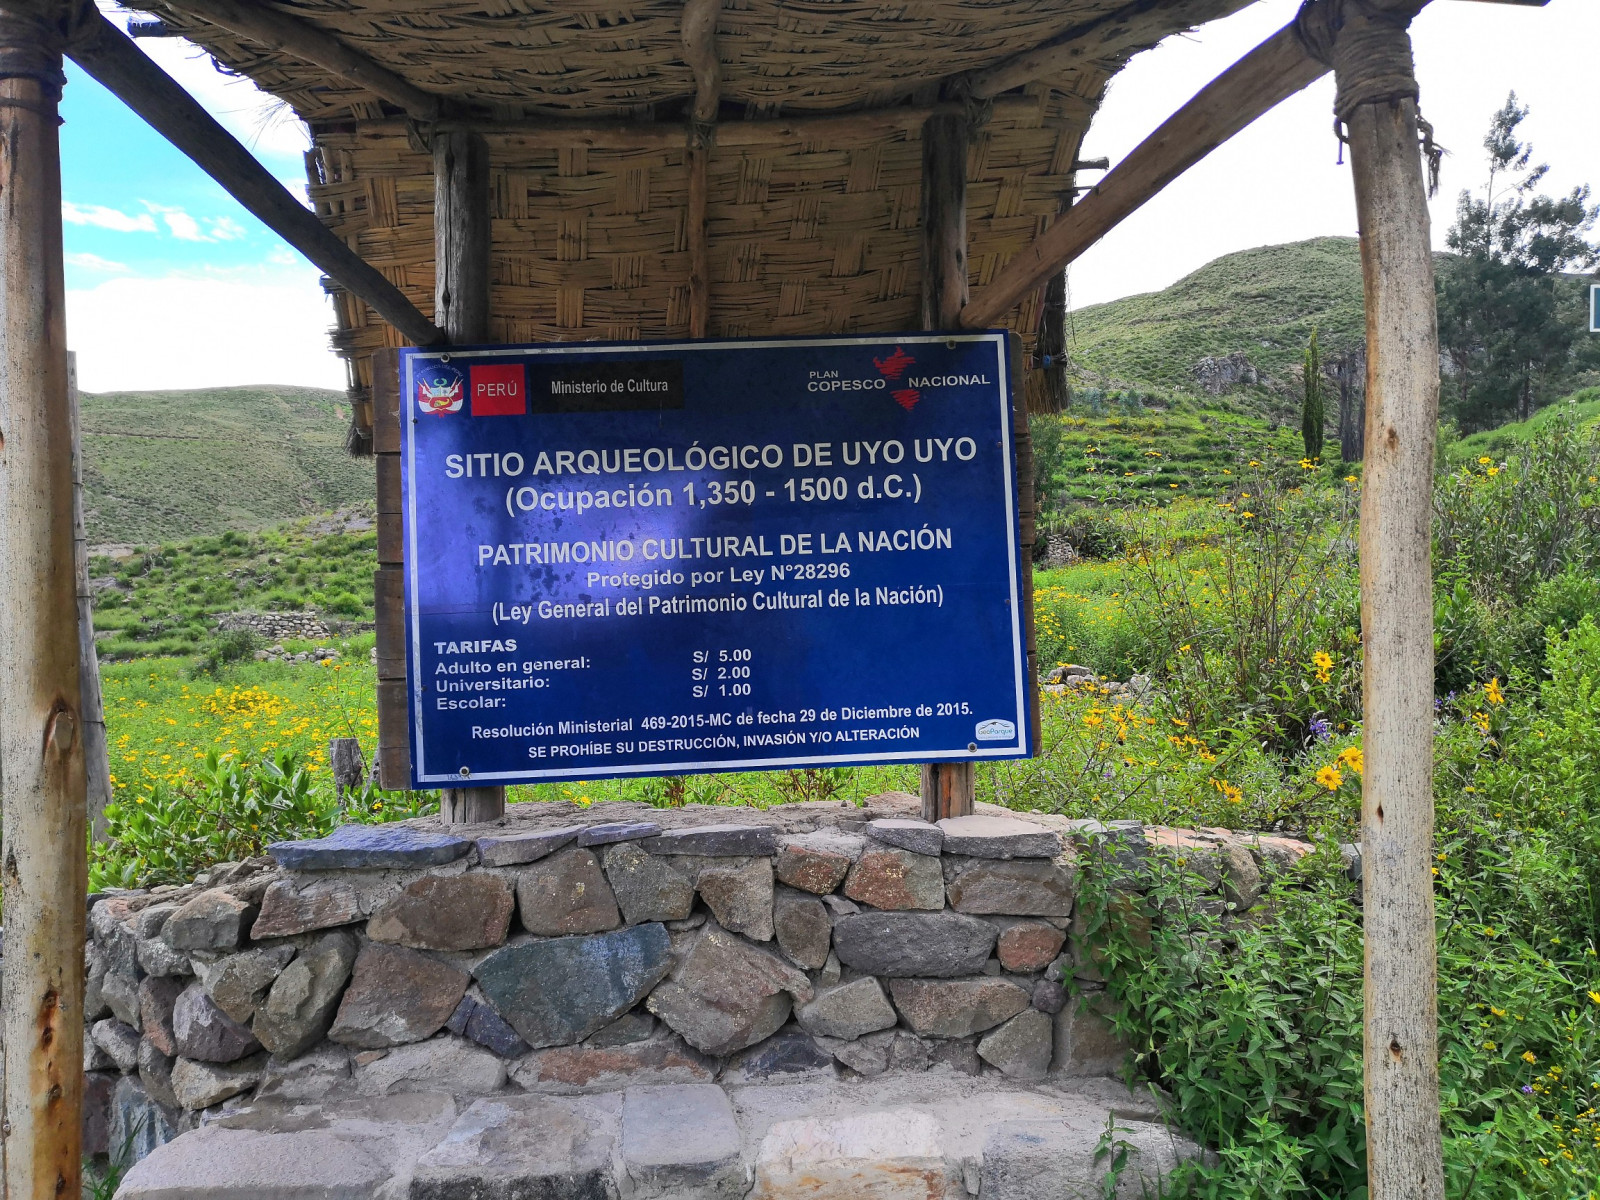 PERÚ
Ministerio de Cultura
PLAN
COPESCO NACIONAL
SITIO ARQUEOLÓGICO DE UYO UYO
(Ocupación 1,350 - 1500 d.C.)
PATRIMONIO CULTURAL DE LA NACIÓN
Protegido por Ley N°28296
(Ley General del Patrimonio Cultural de la Nación)
TARIFAS
Adulto en general: S/ 5.00
Universitario: S/ 2.00
Escolar: S/ 1.00
Resolución Ministerial 469-2015-MC de fecha 29 de Diciembre de 2015.
SE PROHÍBE SU DESTRUCCIÓN, INVASIÓN Y/O ALTERACIÓN
GeoParque